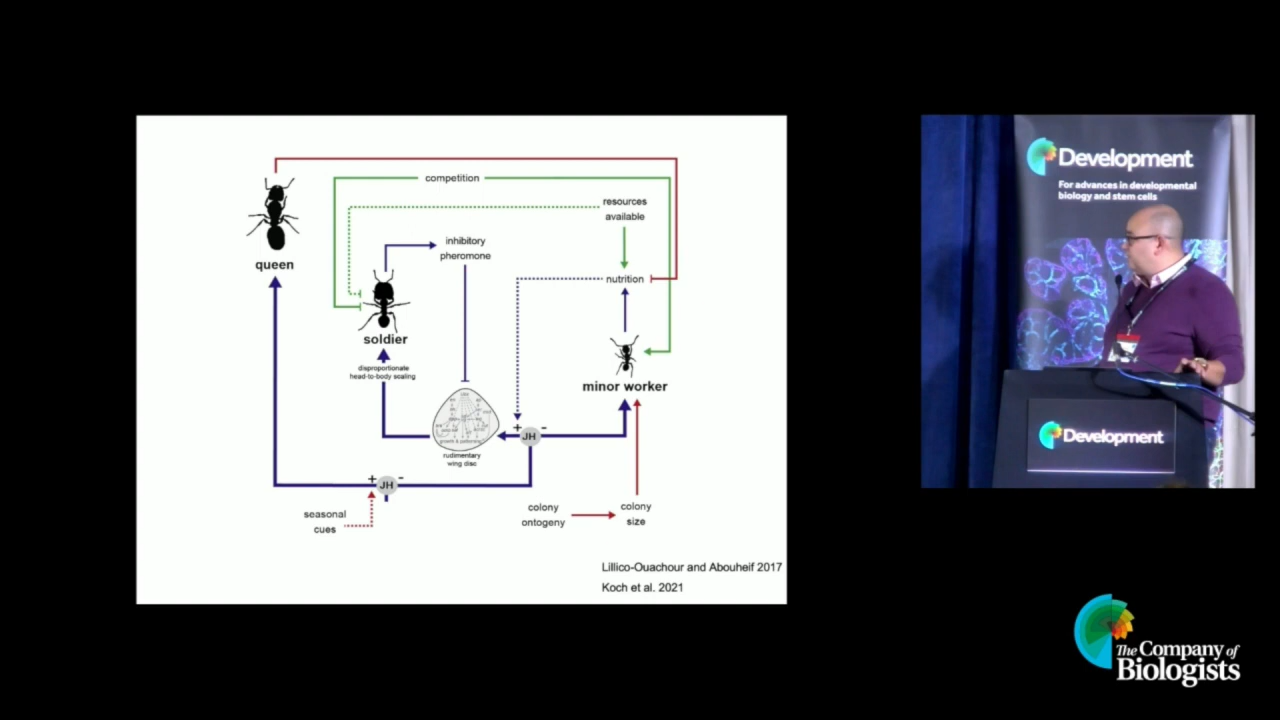 competition
resources
available
inhibitory
pheromone
queen
nutrition
soldier
disproportionate
head-to-body scaling
minor worker
+
JH
-
growth & patterning
rudimentary
wing disc
+
JH
-
seasonal
cues
colony
ontogeny
colony
size
Lillico-Ouachour and Abouheif 2017
Koch et al. 2021
Development
For advances in developmental
biology and stem cells
Development
The Company of
Biologists